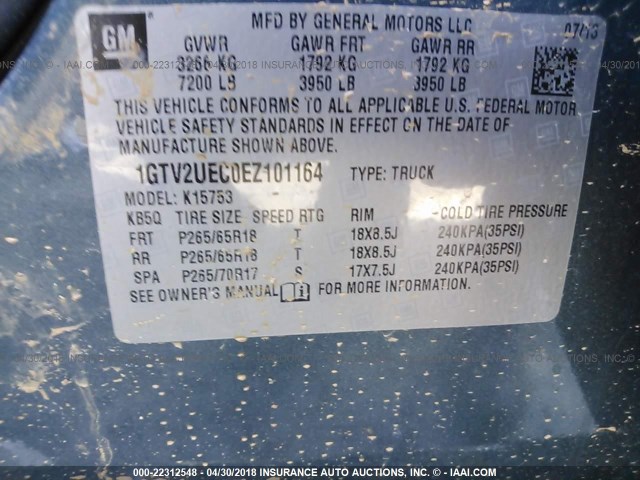 GM
MFD BY GENERAL MOTORS LLC 07/13
GVWR GAWR FRT GAWR RR
3266 KG 1792 KG 1792 KG
7200 LB 3950 LB 3950 LB
THIS VEHICLE CONFORMS TO ALL APPLICABLE U.S. FEDERAL MOTOR
VEHICLE SAFETY STANDARDS IN EFFECT ON THE DATE OF
MANUFACTURE SHOWN ABOVE.
1GTV2UEC0EZ101164 TYPE: TRUCK
MODEL: K15753
K85Q TIRE SIZE SPEED RTG RIM COLD TIRE PRESSURE
FRT P265/65R18 T 18X8.5J 240KPA(35PSI)
RR P265/65R18 T 18X8.5J 240KPA(35PSI)
SPA P265/70R17 S 17X7.5J 240KPA(35PSI)
SEE OWNER'S MANUAL FOR MORE INFORMATION.
000-22312548 - 04/30/2018 INSURANCE AUTO AUCTIONS, INC. - IAAI.COM